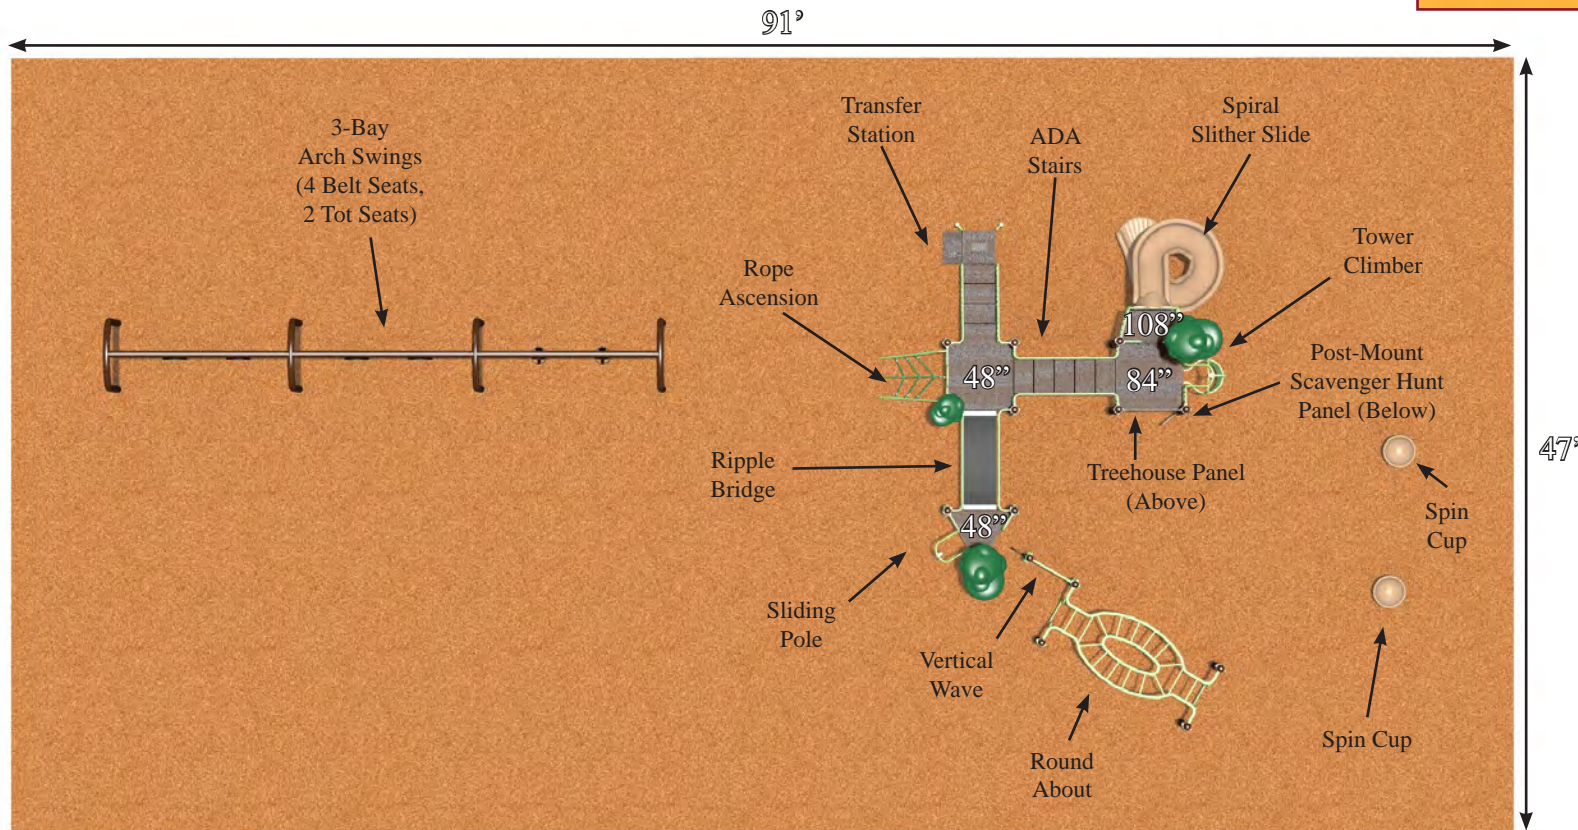 91’
3-Bay
Arch Swings
(4 Belt Seats,
2 Tot Seats)
Transfer
Station
ADA
Stairs
Spiral
Slither Slide
Tower
Climber
Rope
Ascension
108”
48”
84”
Post-Mount
Scavenger Hunt
Panel (Below)
47’
Ripple
Bridge
Treehouse Panel
(Above)
Spin
Cup
48”
Sliding
Pole
Vertical
Wave
Spin Cup
Round
About